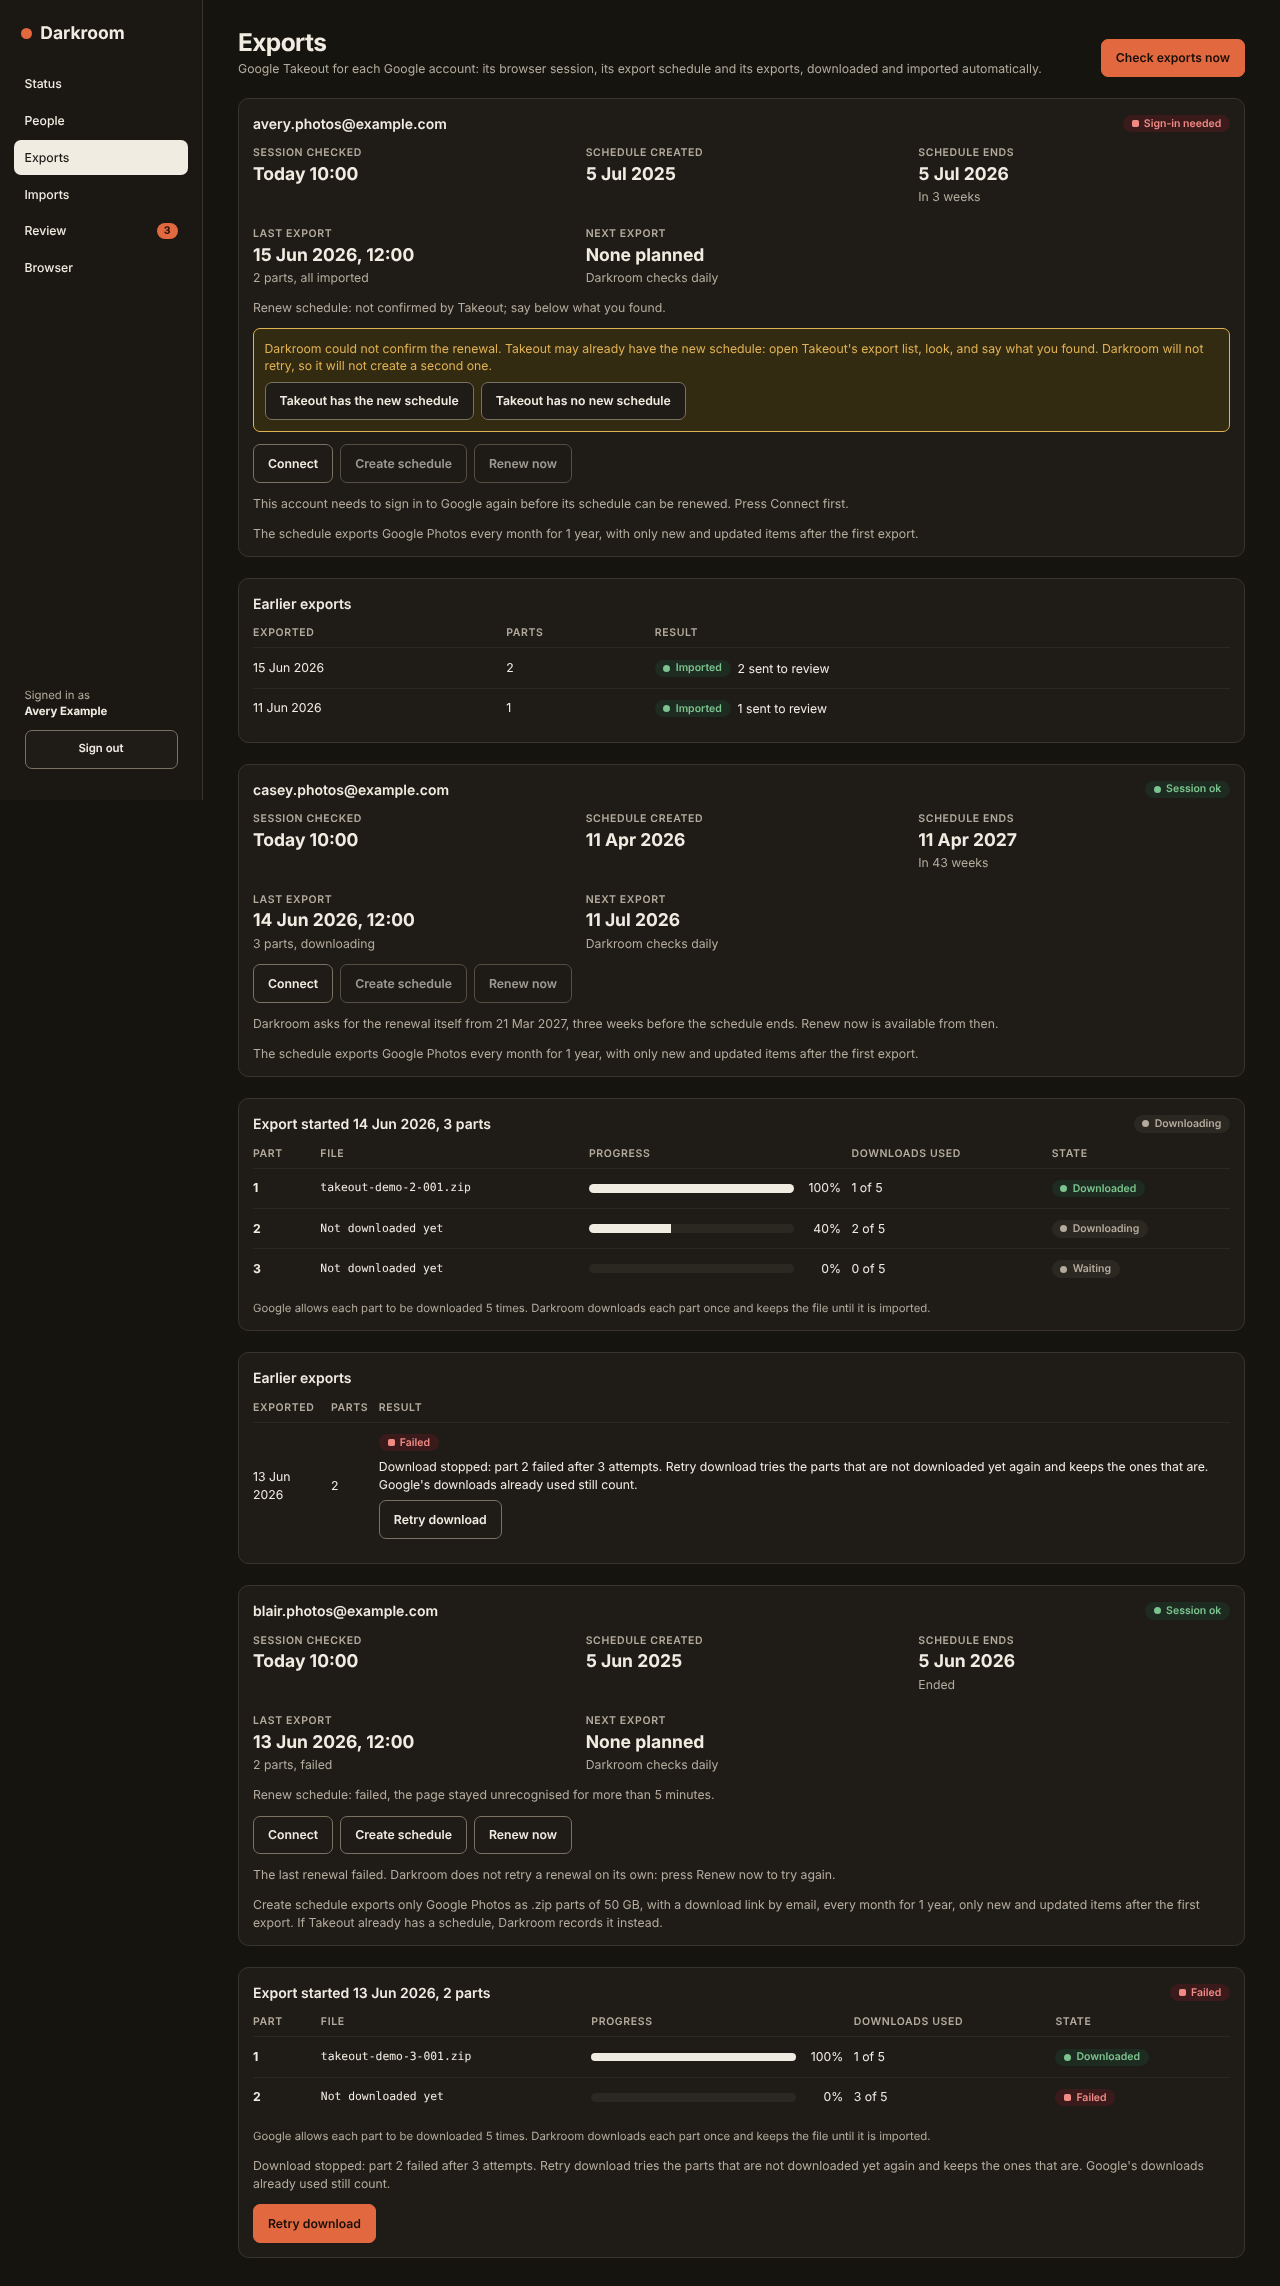 Darkroom
Status
People
Exports
Imports
Review 3
Browser
Signed in as
Avery Example
Sign out
Exports
Google Takeout for each Google account: its browser session, its export schedule and its exports, downloaded and imported automatically.
Check exports now
avery.photos@example.com
Sign-in needed
SESSION CHECKED
Today 10:00
SCHEDULE CREATED
5 Jul 2025
SCHEDULE ENDS
5 Jul 2026
In 3 weeks
LAST EXPORT
15 Jun 2026, 12:00
2 parts, all imported
NEXT EXPORT
None planned
Darkroom checks daily
Renew schedule: not confirmed by Takeout; say below what you found.
Darkroom could not confirm the renewal. Takeout may already have the new schedule: open Takeout's export list, look, and say what you found. Darkroom will not
retry, so it will not create a second one.
Takeout has the new schedule
Takeout has no new schedule
Connect
Create schedule
Renew now
This account needs to sign in to Google again before its schedule can be renewed. Press Connect first.
The schedule exports Google Photos every month for 1 year, with only new and updated items after the first export.
Earlier exports
EXPORTED PARTS RESULT
15 Jun 2026 2 Imported 2 sent to review
11 Jun 2026 1 Imported 1 sent to review
casey.photos@example.com
Session ok
SESSION CHECKED
Today 10:00
SCHEDULE CREATED
11 Apr 2026
SCHEDULE ENDS
11 Apr 2027
In 43 weeks
LAST EXPORT
14 Jun 2026, 12:00
3 parts, downloading
NEXT EXPORT
11 Jul 2026
Darkroom checks daily
Connect
Create schedule
Renew now
Darkroom asks for the renewal itself from 21 Mar 2027, three weeks before the schedule ends. Renew now is available from then.
The schedule exports Google Photos every month for 1 year, with only new and updated items after the first export.
Export started 14 Jun 2026, 3 parts
Downloading
PART FILE PROGRESS DOWNLOADS USED STATE
1 takeout-demo-2-001.zip 100% 1 of 5 Downloaded
2 Not downloaded yet 40% 2 of 5 Downloading
3 Not downloaded yet 0% 0 of 5 Waiting
Google allows each part to be downloaded 5 times. Darkroom downloads each part once and keeps the file until it is imported.
Earlier exports
EXPORTED PARTS RESULT
13 Jun
2026
2
Failed
Download stopped: part 2 failed after 3 attempts. Retry download tries the parts that are not downloaded yet again and keeps the ones that are.
Google's downloads already used still count.
Retry download
blair.photos@example.com
Session ok
SESSION CHECKED
Today 10:00
SCHEDULE CREATED
5 Jun 2025
SCHEDULE ENDS
5 Jun 2026
Ended
LAST EXPORT
13 Jun 2026, 12:00
2 parts, failed
NEXT EXPORT
None planned
Darkroom checks daily
Renew schedule: failed, the page stayed unrecognised for more than 5 minutes.
Connect
Create schedule
Renew now
The last renewal failed. Darkroom does not retry a renewal on its own: press Renew now to try again.
Create schedule exports only Google Photos as .zip parts of 50 GB, with a download link by email, every month for 1 year, only new and updated items after the first
export. If Takeout already has a schedule, Darkroom records it instead.
Export started 13 Jun 2026, 2 parts
Failed
PART FILE PROGRESS DOWNLOADS USED STATE
1 takeout-demo-3-001.zip 100% 1 of 5 Downloaded
2 Not downloaded yet 0% 3 of 5 Failed
Google allows each part to be downloaded 5 times. Darkroom downloads each part once and keeps the file until it is imported.
Download stopped: part 2 failed after 3 attempts. Retry download tries the parts that are not downloaded yet again and keeps the ones that are. Google's downloads
already used still count.
Retry download